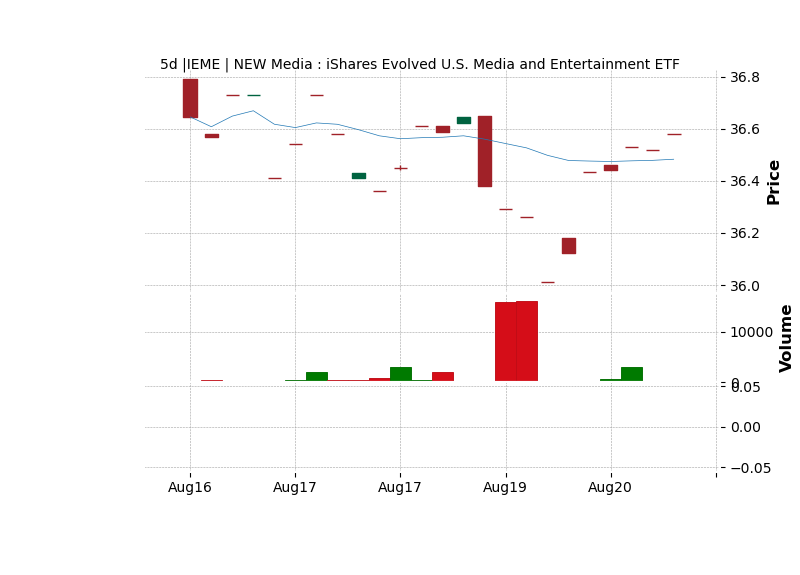 5d |IEME | NEW Media : iShares Evolved U.S. Media and Entertainment ETF
36.8
36.6
36.4
36.2
36.0
Price
10000
0
Volume
0.05
0.00
−0.05
Aug16 Aug17 Aug17 Aug19 Aug20